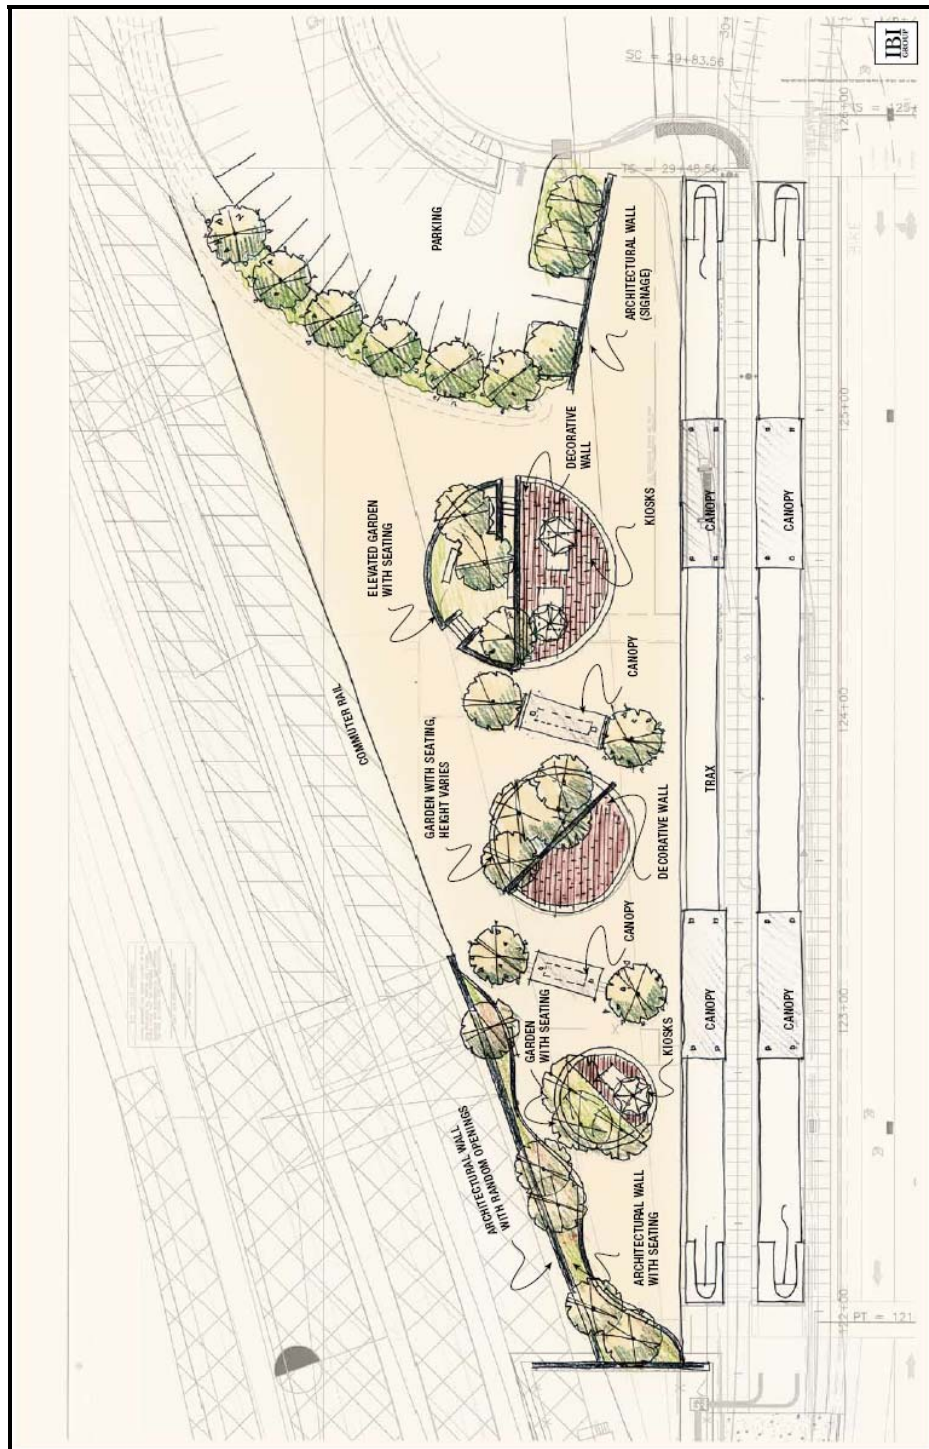 IBI
GROUP
SC = 29+83.56
TS = 29+48.56
126+00
PARKING
ARCHITECTURAL WALL
(SIGNAGE)
BIKE
125+00
DECORATIVE
WALL
KIOSKS
CANOPY
CANOPY
ELEVATED GARDEN
WITH SEATING
CANOPY
COMMUTER RAIL
GARDEN WITH SEATING,
HEIGHT VARIES
124+00
TRAX
DECORATIVE WALL
CANOPY
GARDEN
WITH SEATING
KIOSKS
CANOPY
CANOPY
123+00
ARCHITECTURAL WALL
WITH RANDOM OPENINGS
ARCHITECTURAL WALL
WITH SEATING
122+00
PT = 121